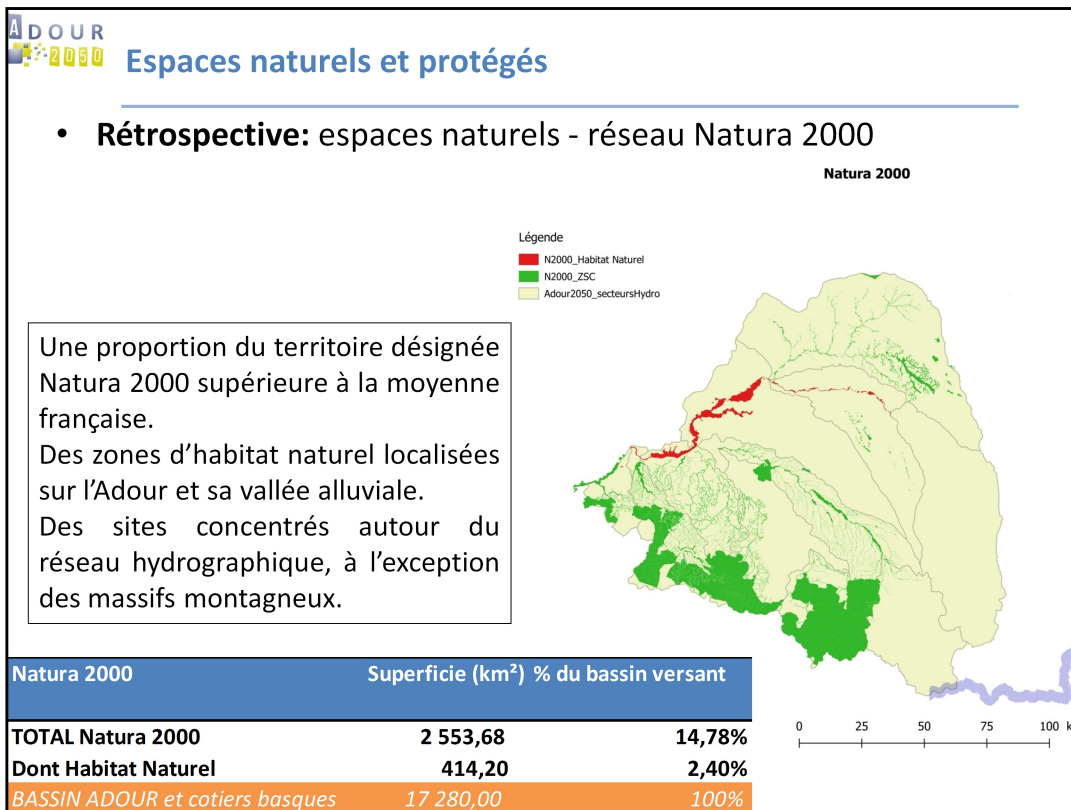 ADOUR
2050
Espaces naturels et protégés
• Rétrospective: espaces naturels - réseau Natura 2000
Natura 2000
Légende
N2000_Habitat Naturel
N2000_ZSC
Adour2050_secteursHydro
Une proportion du territoire désignée
Natura 2000 supérieure à la moyenne
française.
Des zones d’habitat naturel localisées
sur l’Adour et sa vallée alluviale.
Des sites concentrés autour du
réseau hydrographique, à l’exception
des massifs montagneux.
Natura 2000 Superficie (km²) % du bassin versant
TOTAL Natura 2000 2 553,68 14,78%
Dont Habitat Naturel 414,20 2,40%
BASSIN ADOUR et cotiers basques 17 280,00 100%
0 25 50 75 100 k